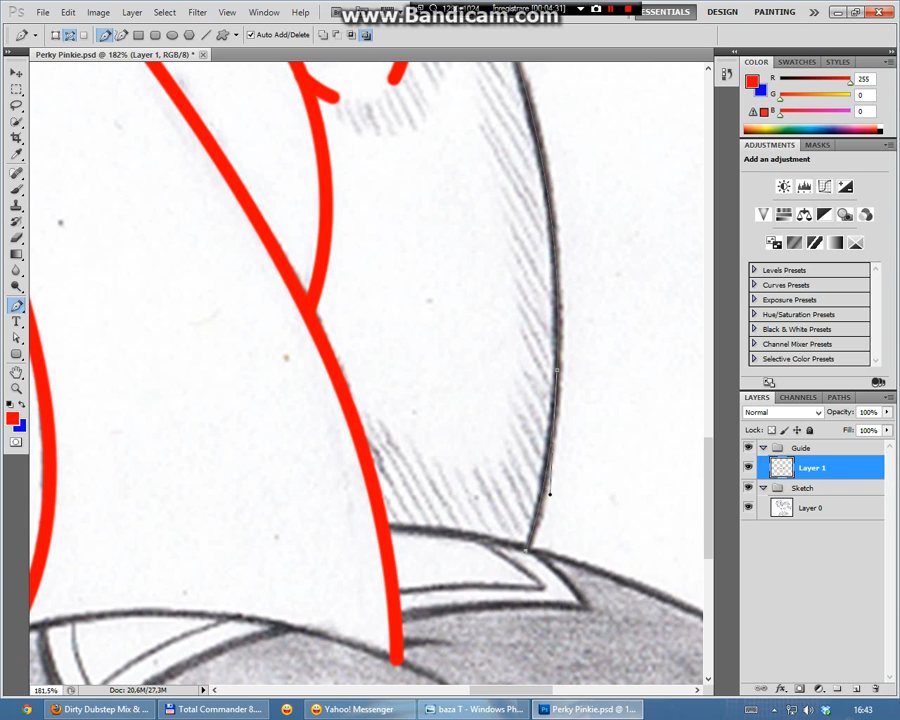 Ps
File
Edit
Image
Layer
Select
Filter
View
Window
Help
www.Bandicam.com
ESSENTIALS
DESIGN
PAINTING
Auto Add/Delete
Perky Pinkie.psd @ 182% (Layer 1, RGB/8) *
COLOR
SWATCHES
STYLES
R
255
G
0
B
0
ADJUSTMENTS
MASKS
Add an adjustment
Levels Presets
Curves Presets
Exposure Presets
Hue/Saturation Presets
Black & White Presets
Channel Mixer Presets
Selective Color Presets
LAYERS
CHANNELS
PATHS
Normal
Opacity:
100%
Lock:
Fill:
100%
Guide
Layer 1
Sketch
Layer 0
181,5%
Doc: 20,6M/27,3M
Dirty Dubstep Mix & ...
Total Commander 8....
Yahoo! Messenger
baza T - Windows Ph...
Perky Pinkie.psd @ 1...
16:43